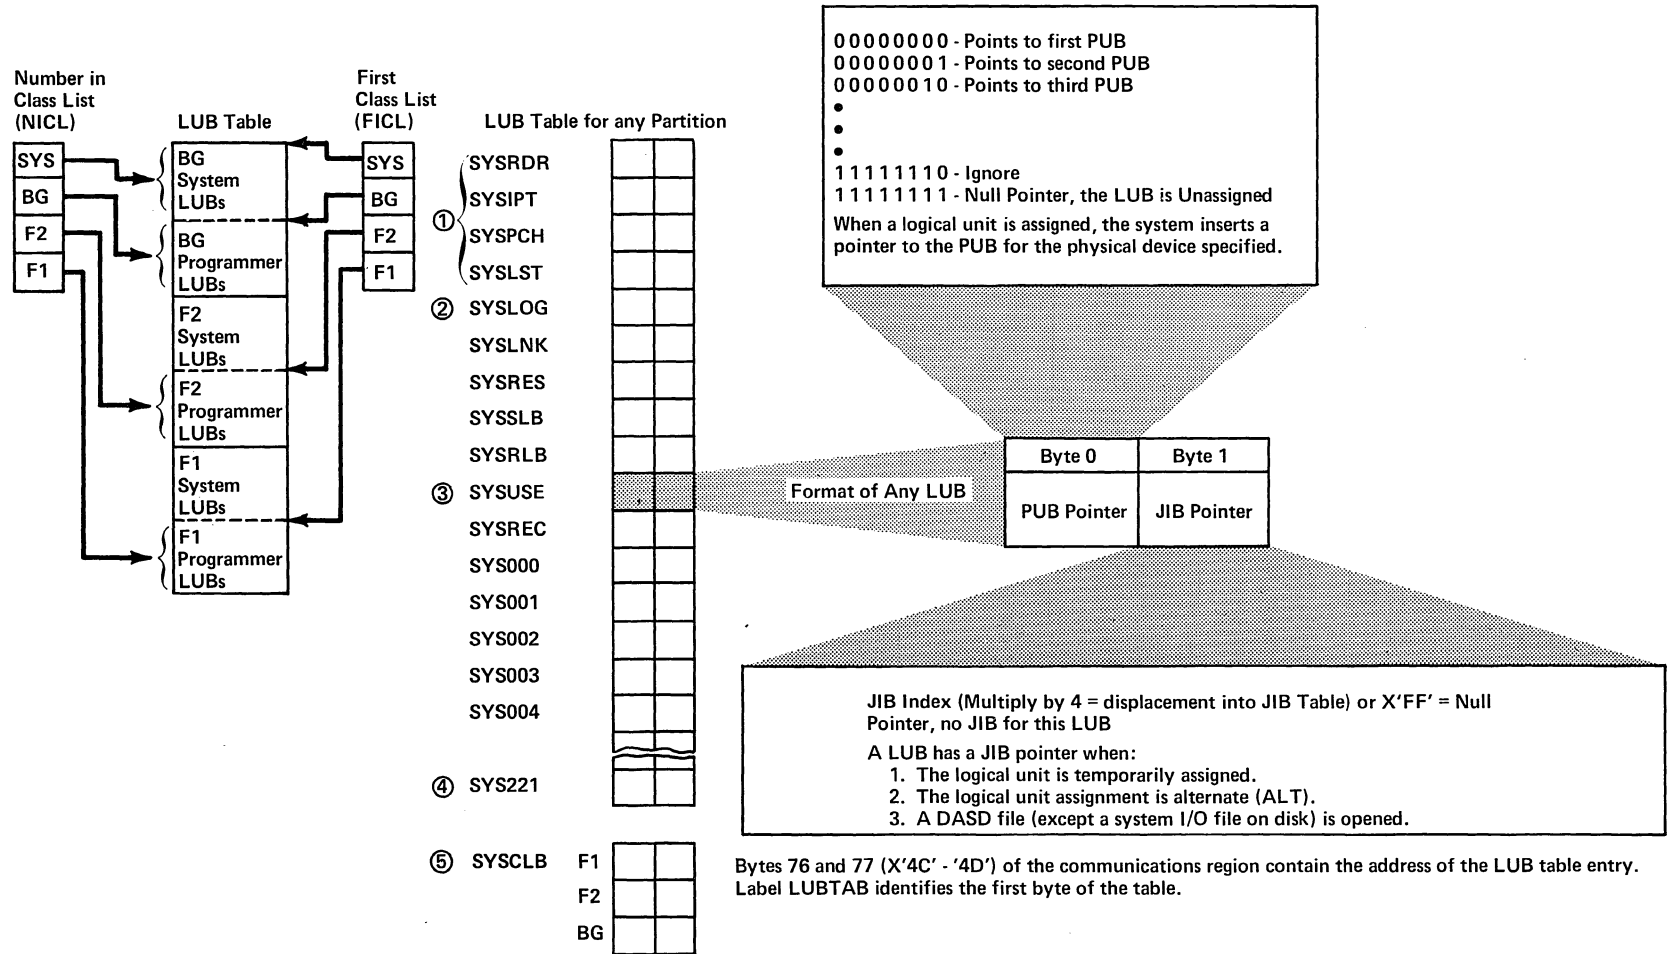 Number in
Class List
(NICL)
SYS
BG
F2
F1
LUB Table
BG
System
LUBs
BG
Programmer
LUBs
F2
System
LUBs
F2
Programmer
LUBs
F1
System
LUBs
F1
Programmer
LUBs
First
Class List
(FICL)
SYS
BG
F2
F1
LUB Table for any Partition
① SYSRDR
SYSIPT
SYSPCH
SYSLST
② SYSLOG
SYSLNK
SYSRES
SYSSLB
SYSRLB
③ SYSUSE
SYSREC
SYS000
SYS001
SYS002
SYS003
SYS004
④ SYS221
⑤ SYSCLB F1
F2
BG
00000000 - Points to first PUB
00000001 - Points to second PUB
00000010 - Points to third PUB
•
•
•
11111110 - Ignore
11111111 - Null Pointer, the LUB is Unassigned
When a logical unit is assigned, the system inserts a
pointer to the PUB for the physical device specified.
Format of Any LUB
Byte 0 Byte 1
PUB Pointer JIB Pointer
JIB Index (Multiply by 4 = displacement into JIB Table) or X'FF' = Null
Pointer, no JIB for this LUB
A LUB has a JIB pointer when:
1. The logical unit is temporarily assigned.
2. The logical unit assignment is alternate (ALT).
3. A DASD file (except a system I/O file on disk) is opened.
Bytes 76 and 77 (X'4C' - '4D') of the communications region contain the address of the LUB table entry.
Label LUBTAB identifies the first byte of the table.